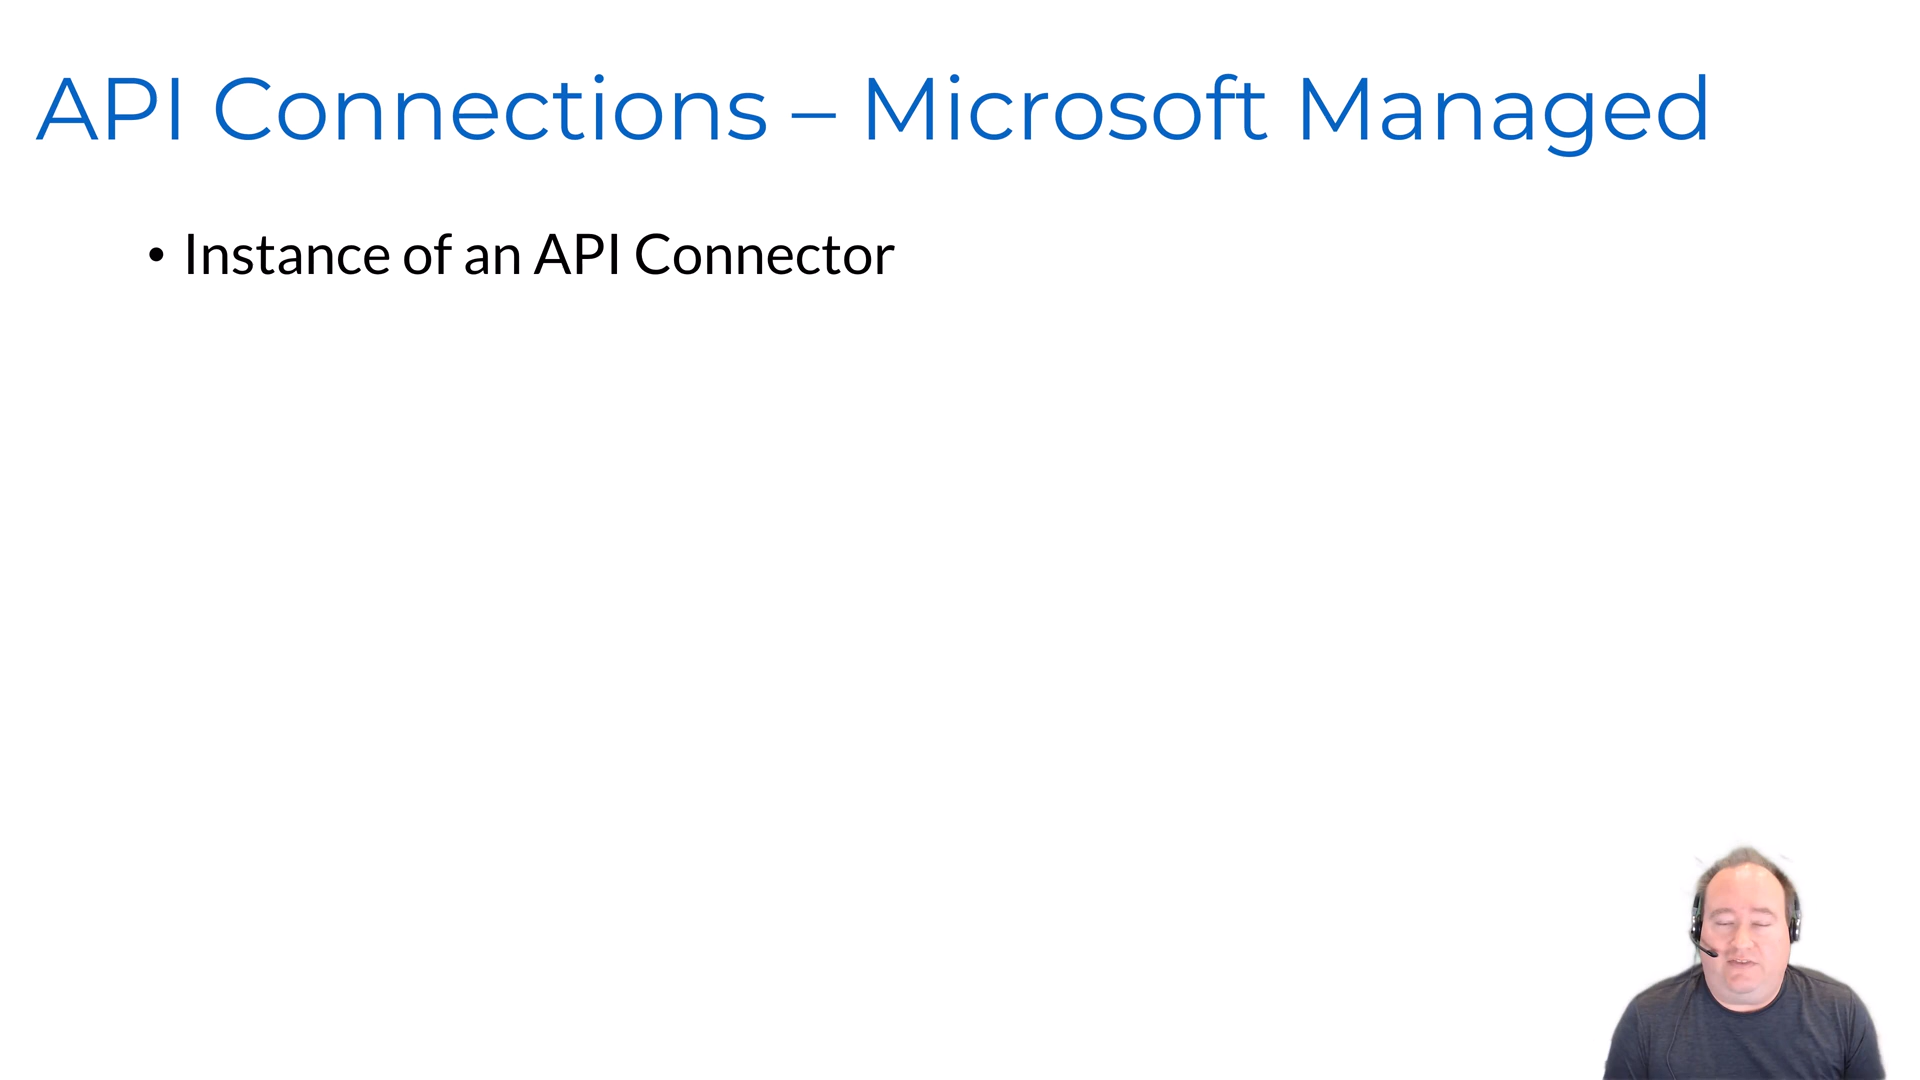 API Connections – Microsoft Managed
• Instance of an API Connector